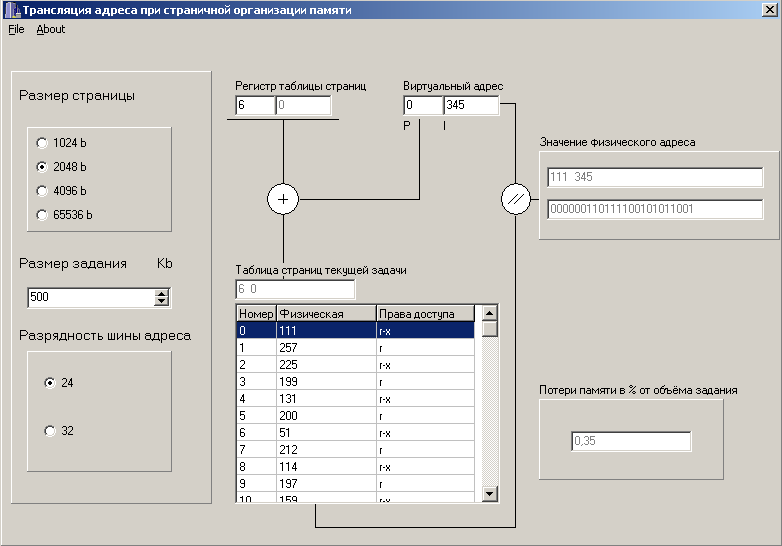 Трансляция адреса при страничной организации памяти
File About
Размер страницы
1024 b
2048 b
4096 b
65536 b
Размер задания Kb
500
Разрядность шины адреса
24
32
Регистр таблицы страниц
6 0
Виртуальный адрес
0 345
P I
+
//
Значение физического адреса
111 345
000000110111100101011001
Таблица страниц текущей задачи
6 0
Номер Физическая Права доступа
0 111 r-x
1 257 r
2 225 r-x
3 199 r
4 131 r-x
5 200 r
6 51 r-x
7 212 r
8 114 r-x
9 197 r
10 159 r-x
Потери памяти в % от объёма задания
0,35